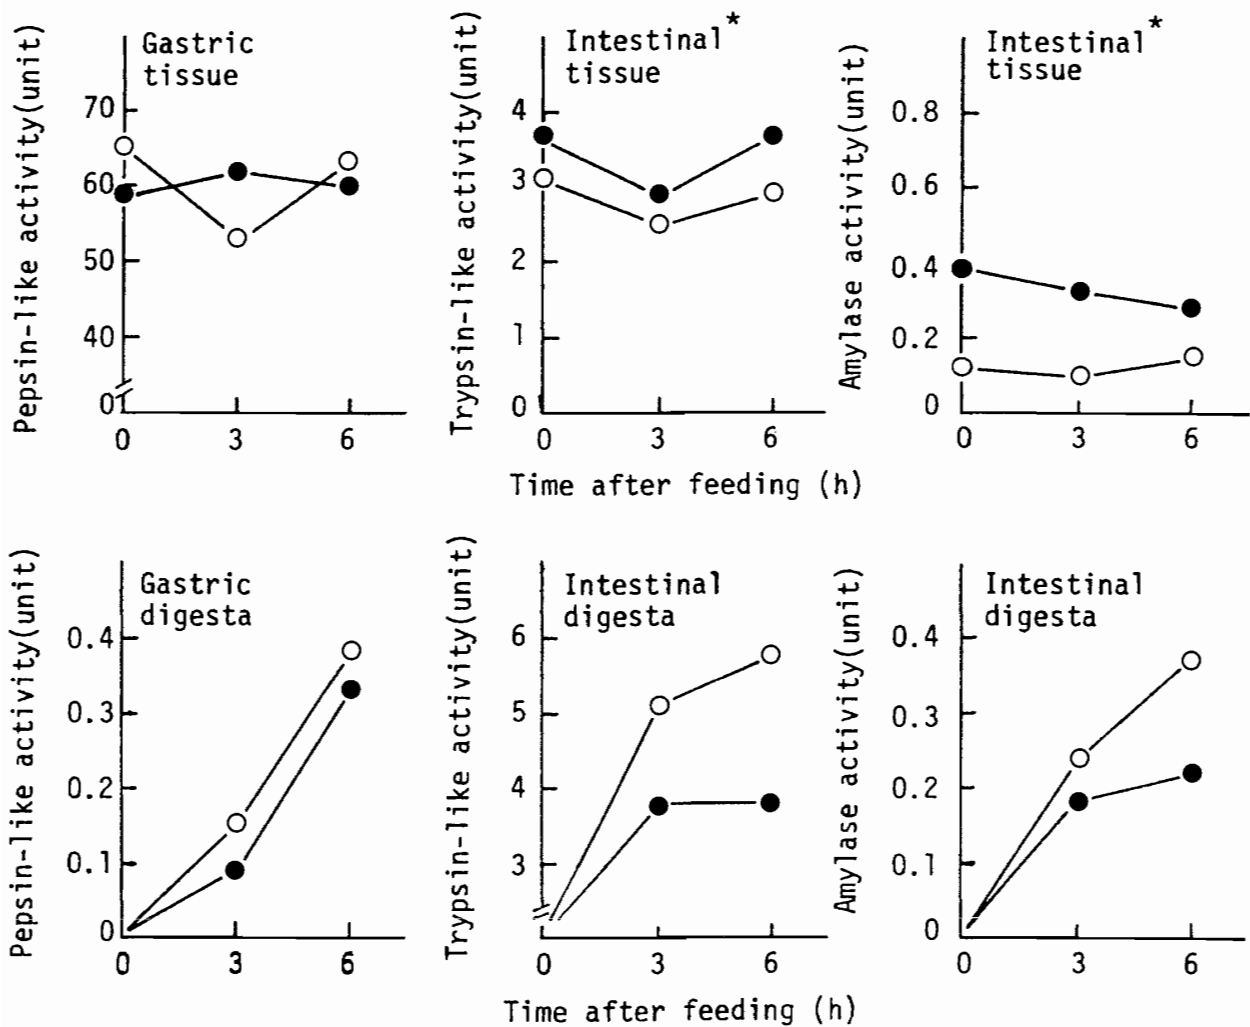 Pepsin-like activity(unit)
Gastric
tissue
70
60
50
40
0
0 3 6
Trypsin-like activity(unit)
Intestinal*
tissue
4
3
2
1
0
0 3 6
Amylase activity(unit)
Intestinal*
tissue
0.8
0.6
0.4
0.2
0
0 3 6
Time after feeding (h)
Pepsin-like activity(unit)
Gastric
digesta
0.4
0.3
0.2
0.1
0
0 3 6
Trypsin-like activity(unit)
Intestinal
digesta
6
5
4
3
0 3 6
Amylase activity(unit)
Intestinal
digesta
0.4
0.3
0.2
0.1
0
0 3 6
Time after feeding (h)